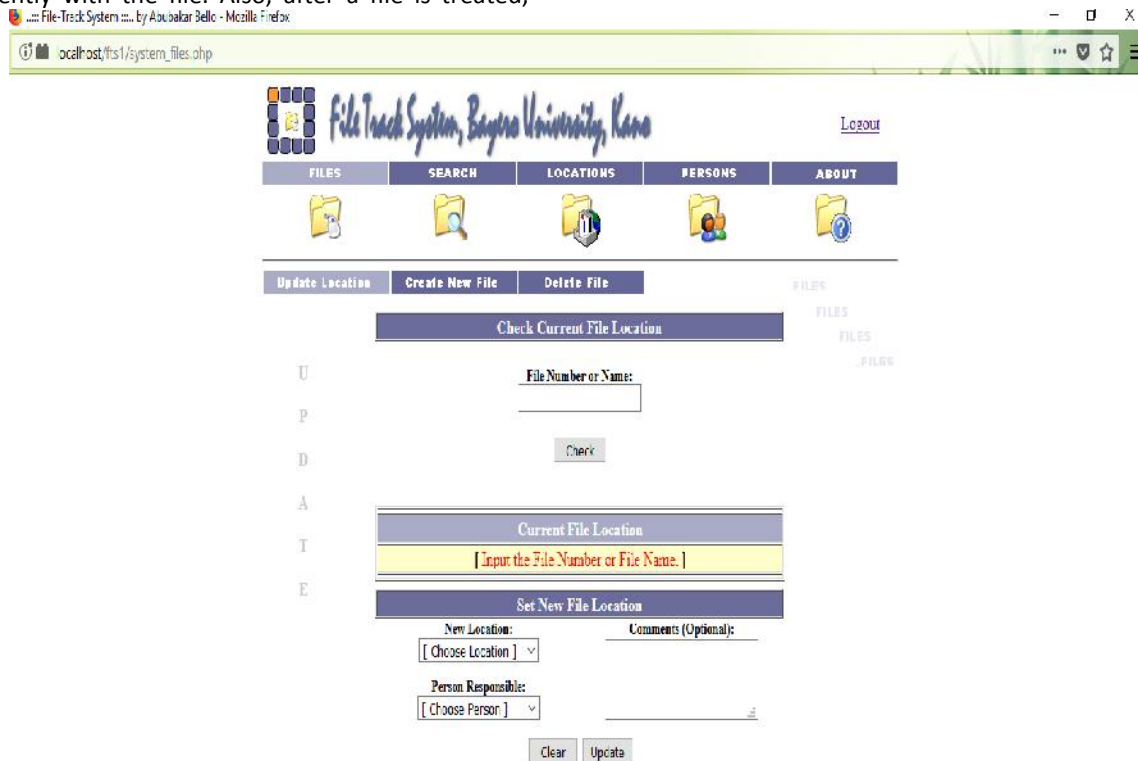 ently with the file. Also, after a file is treated,
..:: File-Track System ::.. by Abubakar Bello - Mozilla Firefox
localhost/fts1/system_files.php
File Track System, Bayero University, Kano
Logout
FILES SEARCH LOCATIONS PERSONS ABOUT
Update Location Create New File Delete File
FILES
FILES
FILES
..FILES
Check Current File Location
File Number or Name:
Check
U
P
D
A
T
E
Current File Location
[ Input the File Number or File Name. ]
Set New File Location
New Location: Comments (Optional):
[ Choose Location ]
Person Responsible:
[ Choose Person ]
Clear Update